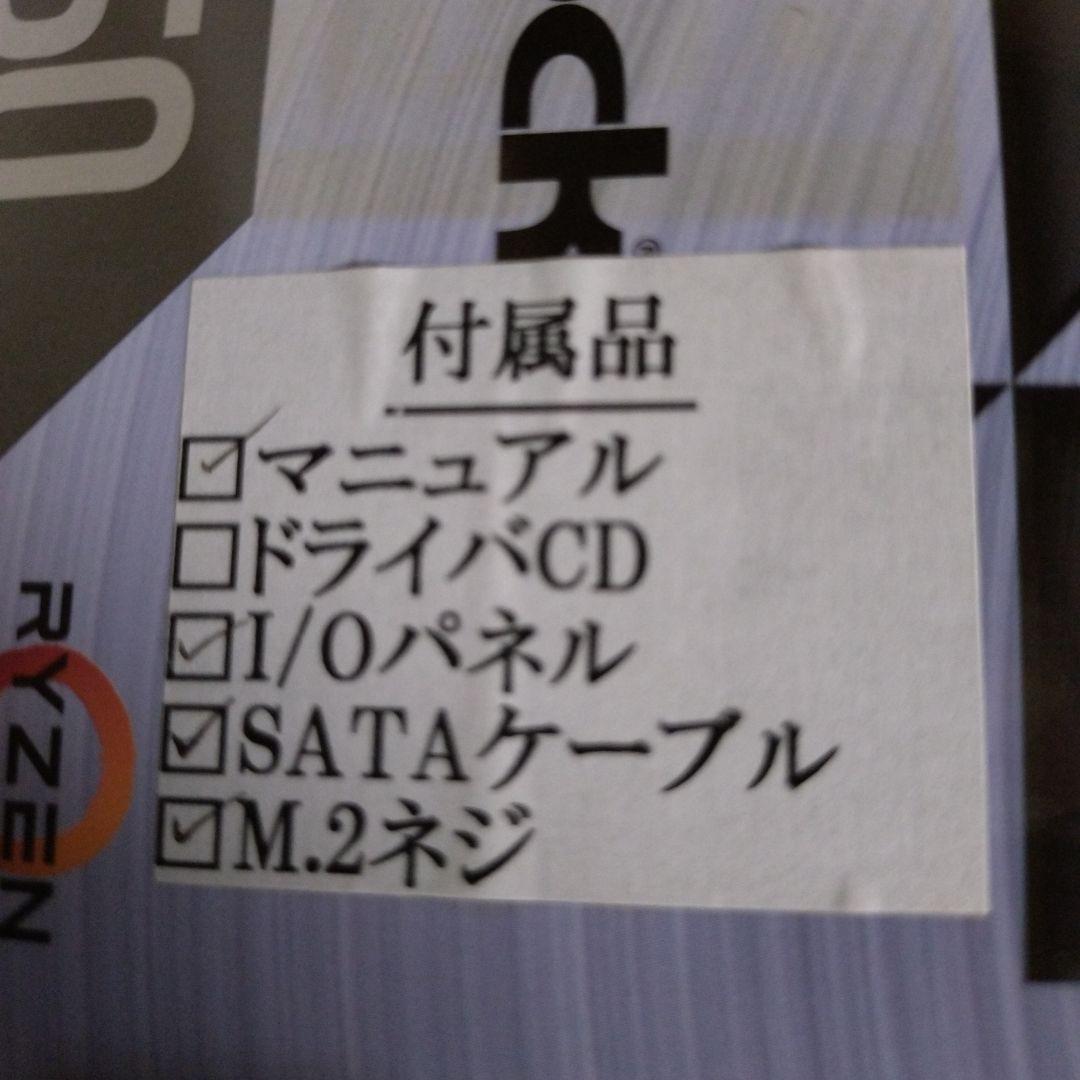 付属品
マニュアル
ドライバCD
I/Oパネル
SATAケーブル
M.2ネジ
RYZEN
ck®